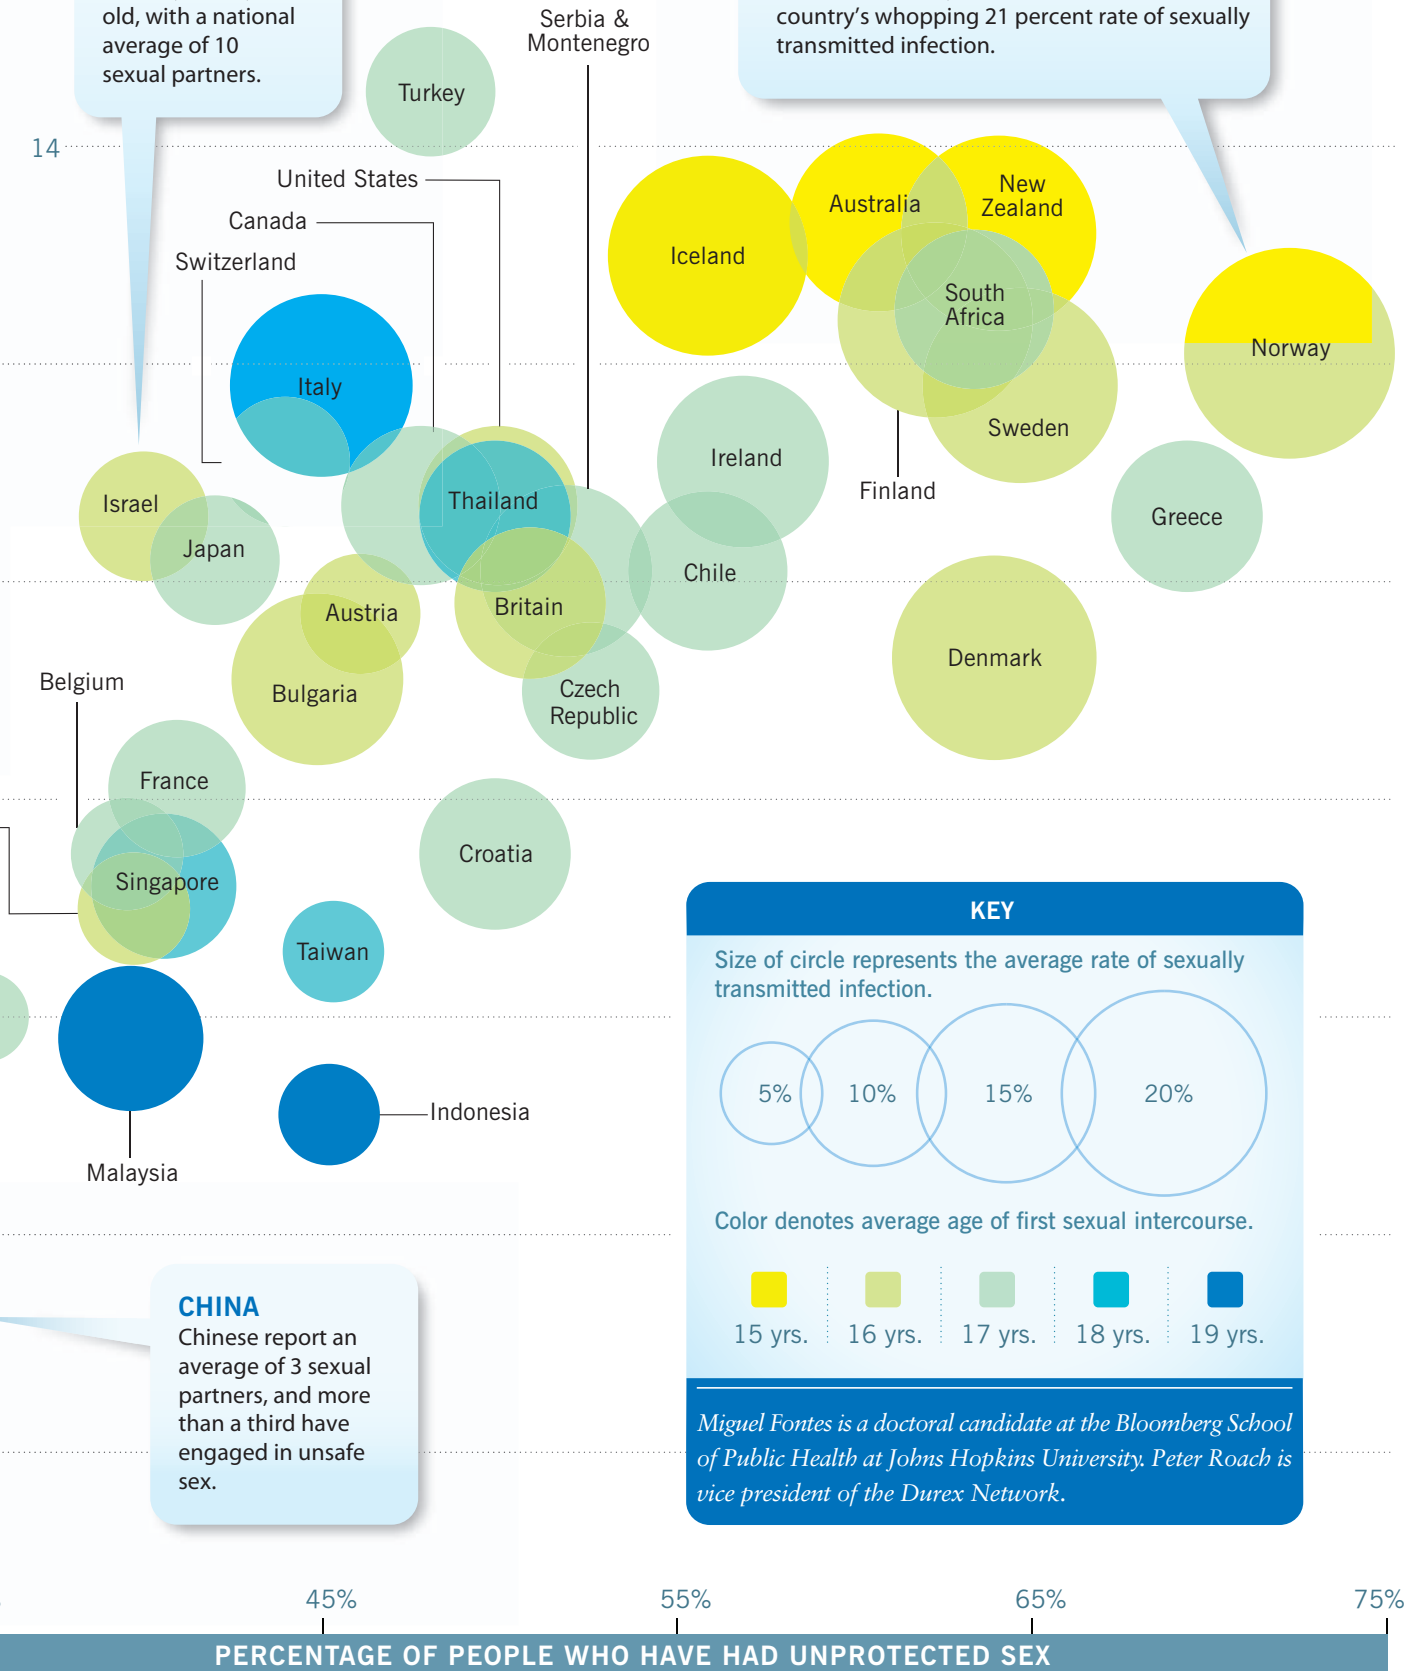 old, with a national
average of 10
sexual partners.
country’s whopping 21 percent rate of sexually
transmitted infection.
Serbia &
Montenegro
Turkey
14
United States
Canada
Switzerland
Australia
New
Zealand
Iceland
South
Africa
Norway
Italy
Sweden
Ireland
Finland
Israel
Thailand
Greece
Japan
Chile
Austria
Britain
Denmark
Belgium
Bulgaria
Czech
Republic
France
Croatia
Singapore
Taiwan
Indonesia
Malaysia
KEY
Size of circle represents the average rate of sexually
transmitted infection.
5% 10% 15% 20%
Color denotes average age of first sexual intercourse.
15 yrs. 16 yrs. 17 yrs. 18 yrs. 19 yrs.
Miguel Fontes is a doctoral candidate at the Bloomberg School
of Public Health at Johns Hopkins University. Peter Roach is
vice president of the Durex Network.
CHINA
Chinese report an
average of 3 sexual
partners, and more
than a third have
engaged in unsafe
sex.
45% 55% 65% 75%
PERCENTAGE OF PEOPLE WHO HAVE HAD UNPROTECTED SEX